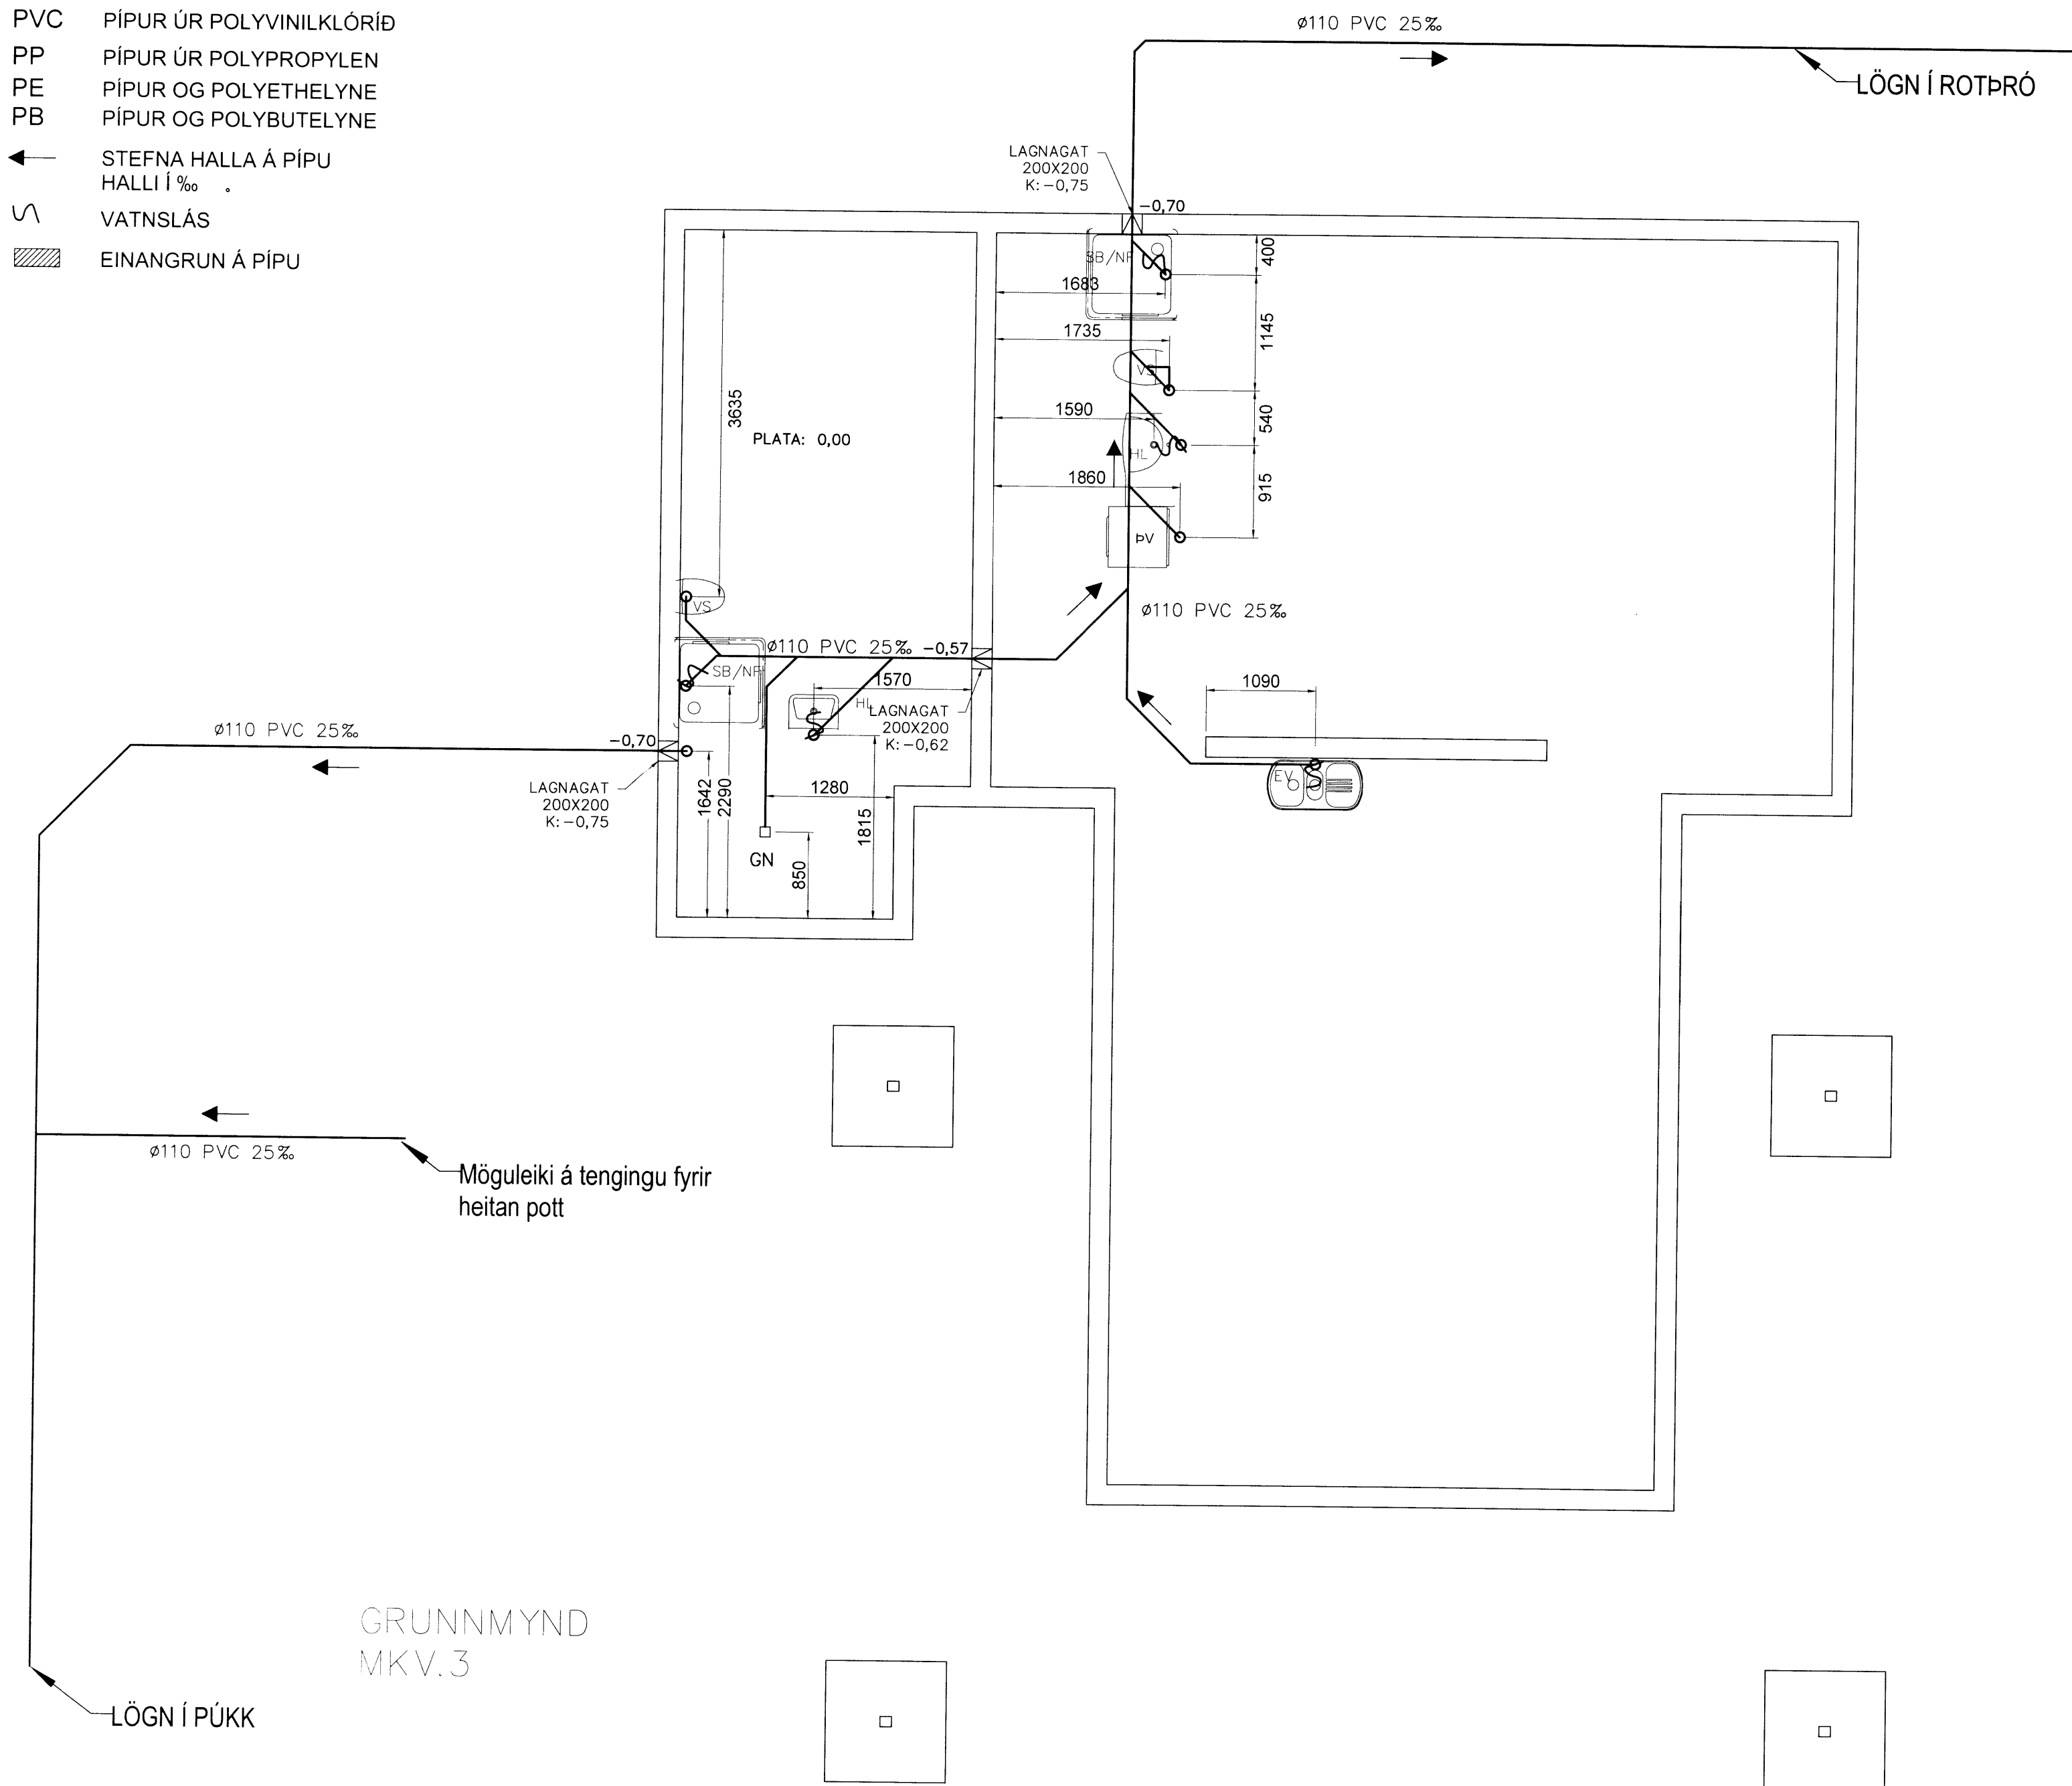 PVC PÍPUR ÚR POLYVINILKLÓRÍÐ
PP PÍPUR ÚR POLYPROPYLEN
PE PÍPUR OG POLYETHELYNE
PB PÍPUR OG POLYBUTELYNE
STEFNA HALLA Á PÍPU
HALLI Í ‰
VATNSLÁS
EINANGRUN Á PÍPU
ø110 PVC 25‰
LÖGN Í ROTÞRÓ
LAGNAGAT
200X200
K:-0,75
-0,70
SB/NF
400
1683
1145
1735
VS
3635
1590
540
PLATA: 0,00
HL
1860
915
ÞV
VS
ø110 PVC 25‰
ø110 PVC 25‰ -0,57
SB/NF
1570
HL
LAGNAGAT
200X200
K:-0,62
1090
EV
ø110 PVC 25‰
-0,70
LAGNAGAT
200X200
K:-0,75
1642
2290
1280
1815
GN
850
ø110 PVC 25‰
Möguleiki á tengingu fyrir
heitan pott
GRUNNMYND
MKV.3
LÖGN Í PÚKK